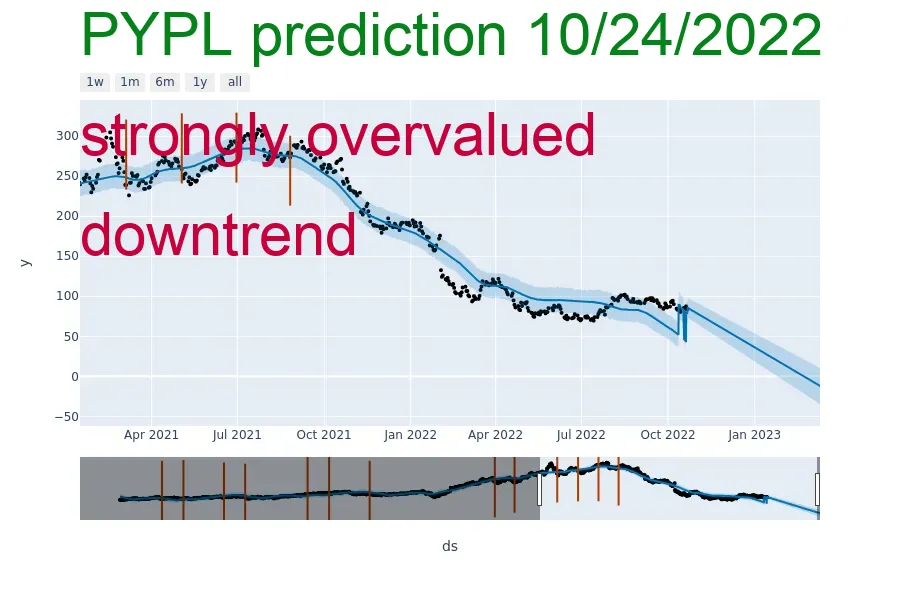 PYPL prediction 10/24/2022
1w 1m 6m 1y all
strongly overvalued
downtrend
300
250
200
150
100
50
0
−50
y
Apr 2021 Jul 2021 Oct 2021 Jan 2022 Apr 2022 Jul 2022 Oct 2022 Jan 2023
ds